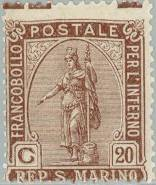 FRANCOBOLLO
POSTALE
PER L'INTERNO
C 20
REP. S. MARINO